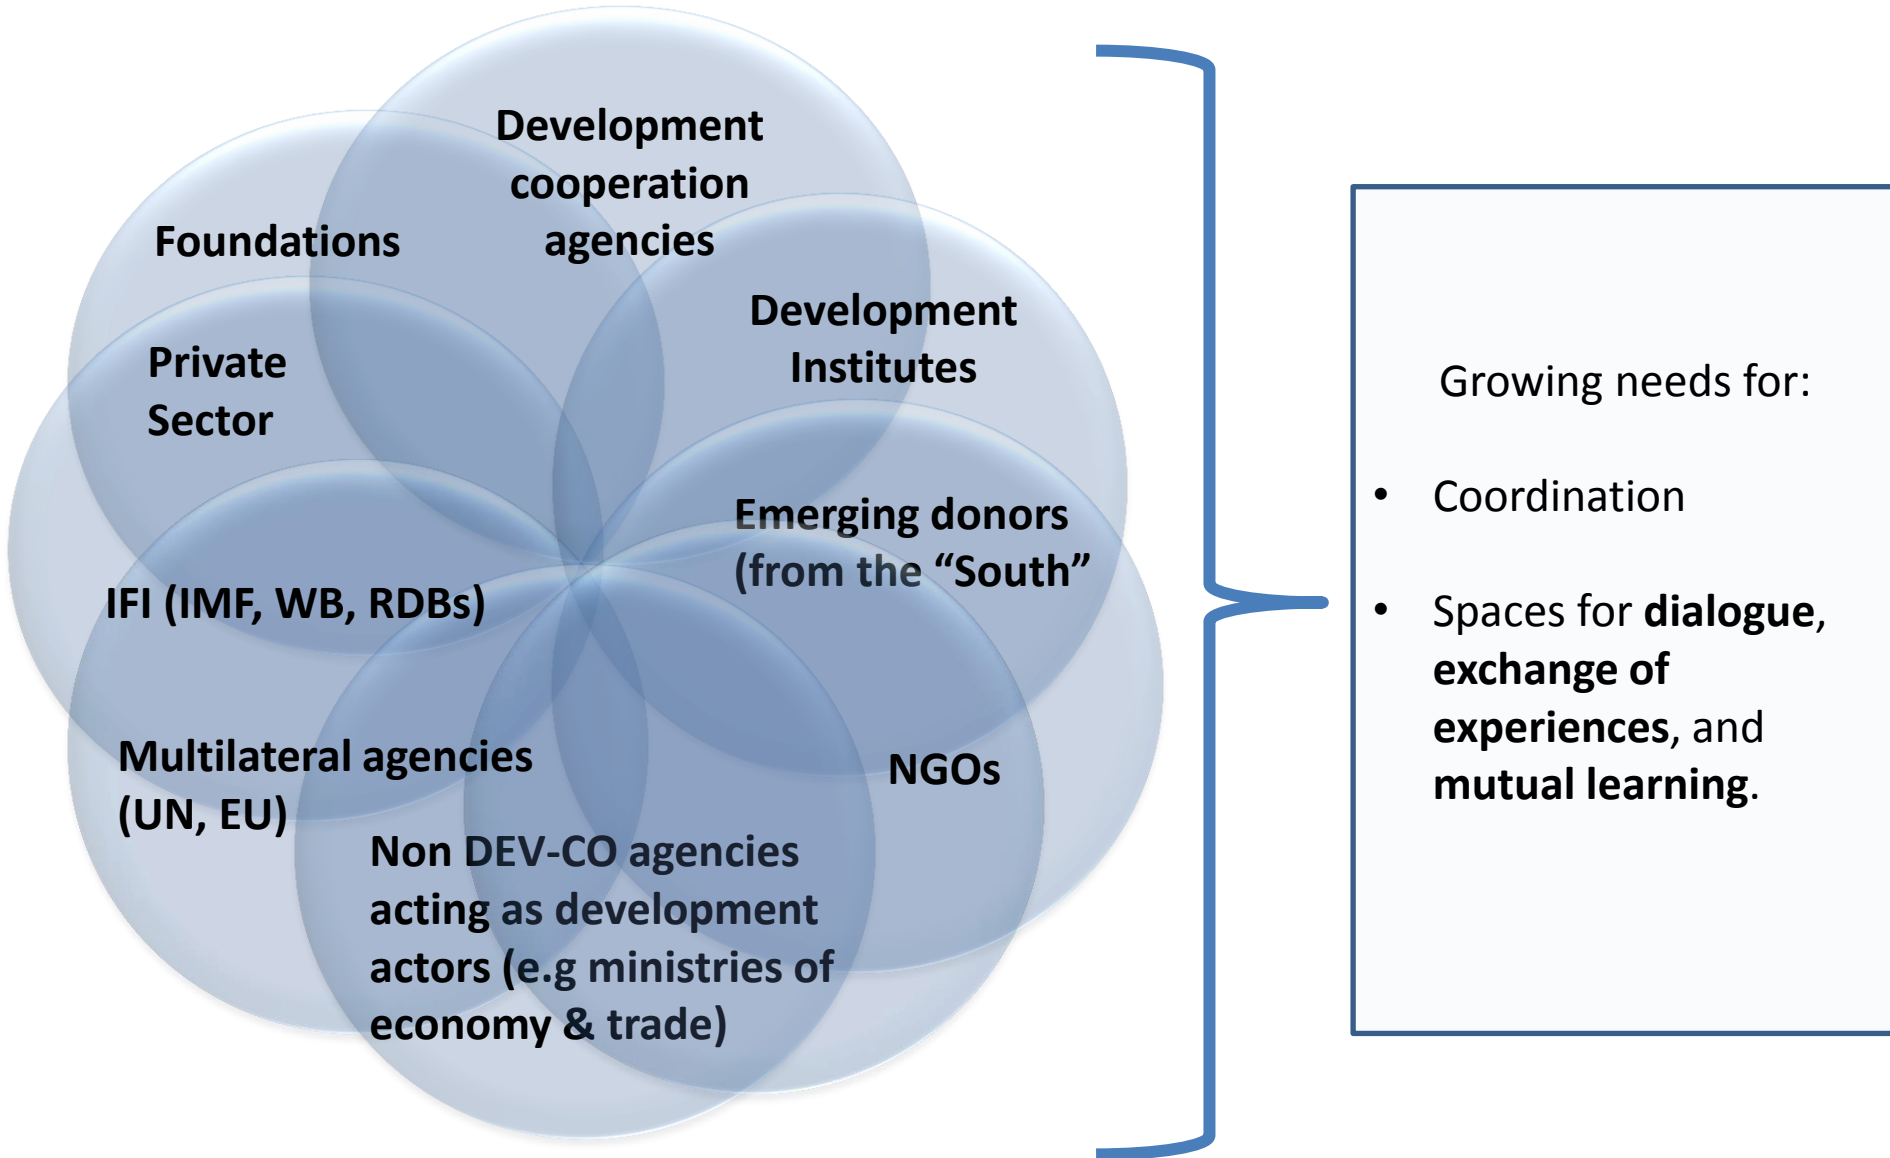 Development
cooperation
agencies
Foundations
Development
Institutes
Private
Sector
Emerging donors
(from the “South”
IFI (IMF, WB, RDBs)
Multilateral agencies
(UN, EU)
NGOs
Non DEV-CO agencies
acting as development
actors (e.g ministries of
economy & trade)
Growing needs for:
• Coordination
• Spaces for dialogue,
exchange of
experiences, and
mutual learning.